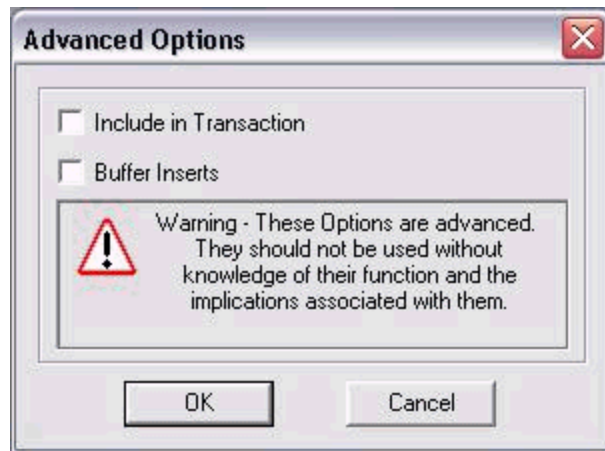 Advanced Options
Include in Transaction
Buffer Inserts
Warning - These Options are advanced.
They should not be used without
knowledge of their function and the
implications associated with them.
OK
Cancel